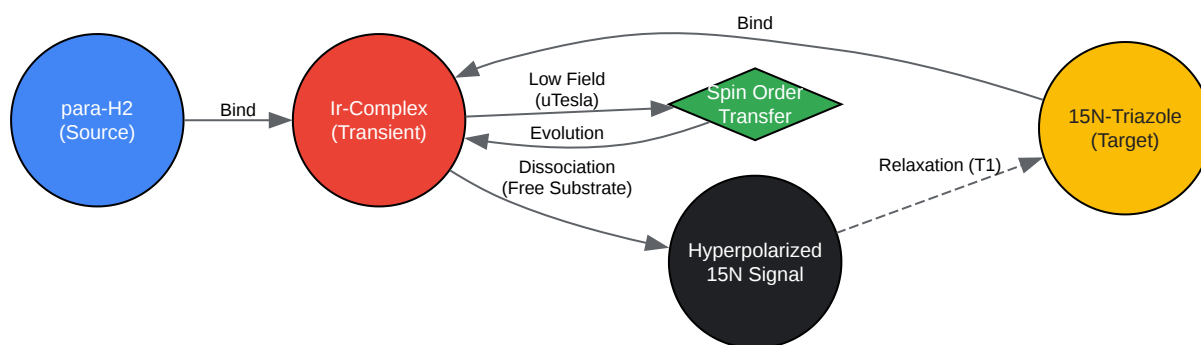 para-H2
(Source)
Bind
Ir-Complex
(Transient)
Low Field
(uTesla)
Evolution
Dissociation
(Free Substrate)
Spin Order
Transfer
Bind
Hyperpolarized
15N Signal
Relaxation (T1)
15N-Triazole
(Target)